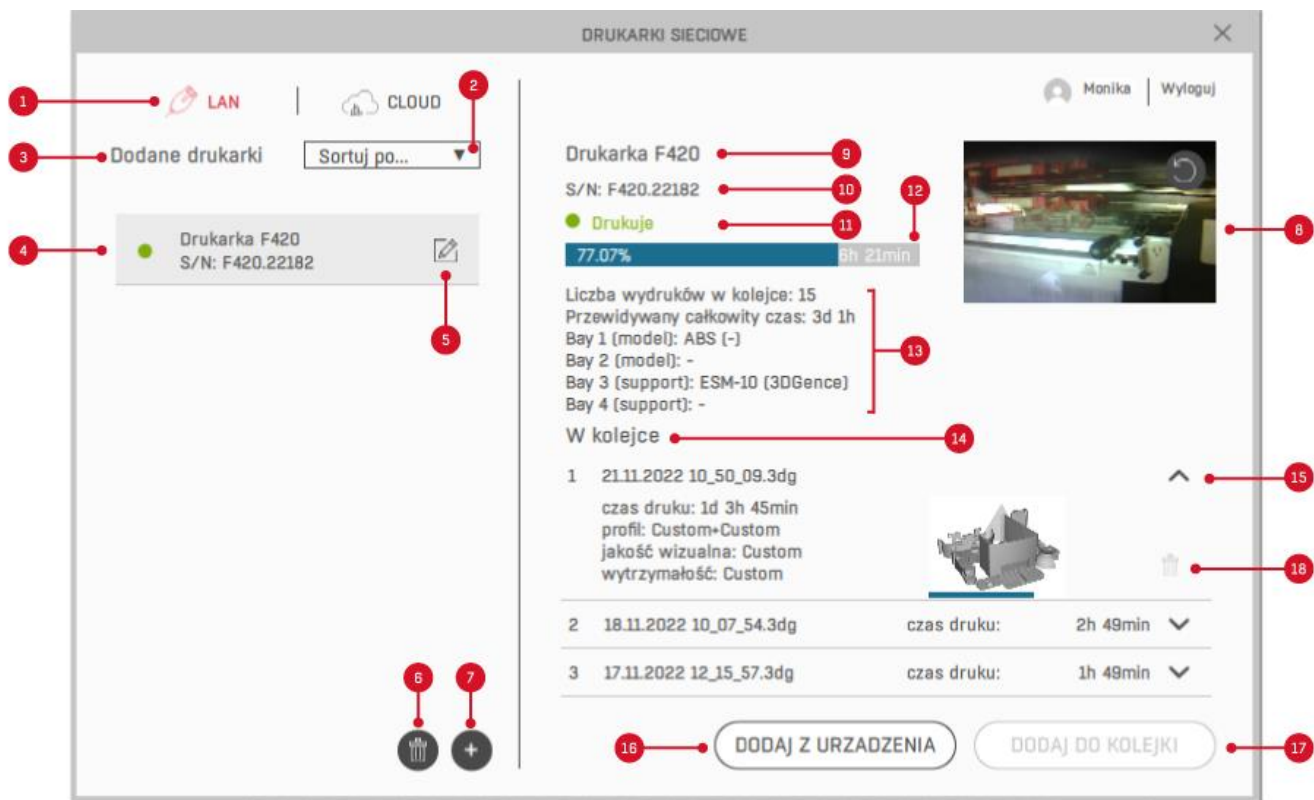 DRUKARKI SIECIOWE
1
LAN
CLOUD
2
Monika
Wyloguj
3
Dodane drukarki
Sortuj po...
4
Drukarka F420
S/N: F420.22182
5
6
7
Drukarka F420
9
S/N: F420.22182
10
12
Drukuje
11
8
77.07%
6h 21min
Liczba wydruków w kolejce: 15
Przewidywany całkowity czas: 3d 1h
Bay 1 (model): ABS (-)
Bay 2 (model): -
Bay 3 (support): ESM-10 (3DGence)
Bay 4 (support): -
13
W kolejce
14
1 21.11.2022 10_50_09.3dg
15
czas druku: 1d 3h 45min
profil: Custom+Custom
jakość wizualna: Custom
wytrzymałość: Custom
18
2 18.11.2022 10_07_54.3dg czas druku: 2h 49min
3 17.11.2022 12_15_57.3dg czas druku: 1h 49min
16
DODAJ Z URZADZENIA
DODAJ DO KOLEJKI
17